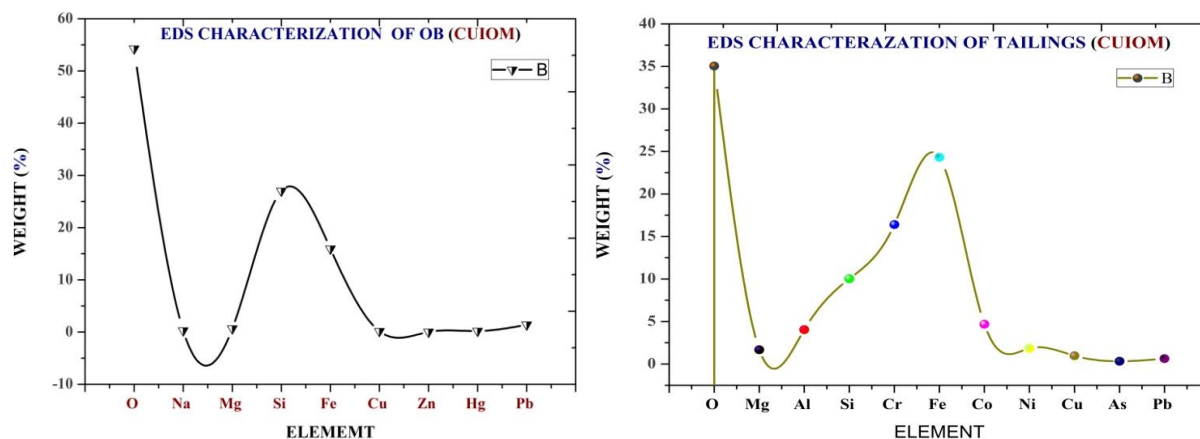 EDS CHARACTERIZATION OF OB (CUIOM)
B
WEIGHT (%)
60
50
40
30
20
10
0
-10
O Na Mg Si Fe Cu Zn Hg Pb
ELEMEMT
EDS CHARACTERAZATION OF TAILINGS (CUIOM)
B
WEIGHT (%)
40
35
30
25
20
15
10
5
0
O Mg Al Si Cr Fe Co Ni Cu As Pb
ELEMENT